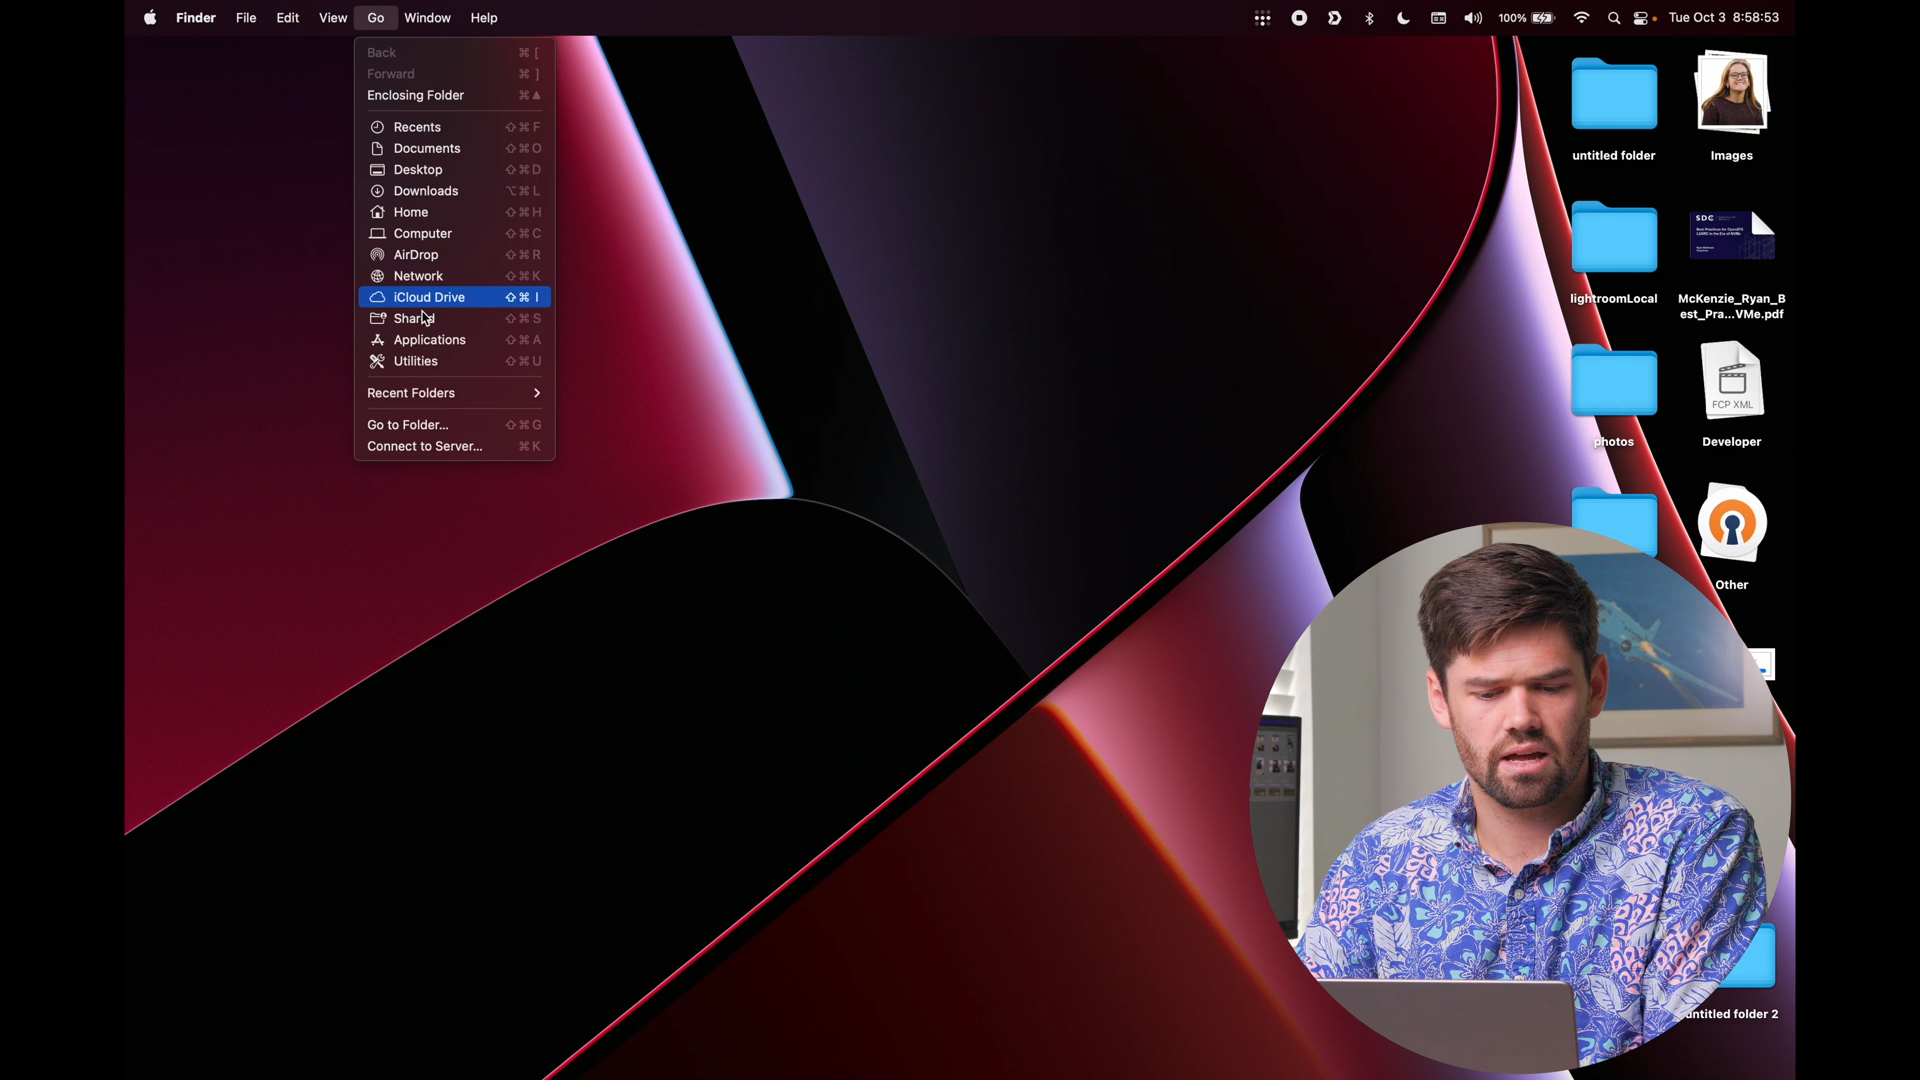 Finder File Edit View Go Window Help 100% Tue Oct 3 8:58:53
Back ⌘ [
Forward ⌘ ]
Enclosing Folder ⌘ ▲
Recents ⇧ ⌘ F
Documents ⇧ ⌘ O
Desktop ⇧ ⌘ D
Downloads ⌥ ⌘ L
Home ⇧ ⌘ H
Computer ⇧ ⌘ C
AirDrop ⇧ ⌘ R
Network ⇧ ⌘ K
iCloud Drive ⇧ ⌘ I
Shared ⇧ ⌘ S
Applications ⇧ ⌘ A
Utilities ⇧ ⌘ U
Recent Folders
Go to Folder... ⇧ ⌘ G
Connect to Server... ⌘ K
untitled folder
Images
lightroomLocal
SDC
McKenzie_Ryan_B
est_Pra...VMe.pdf
photos
FCP XML
Developer
Other
untitled folder 2